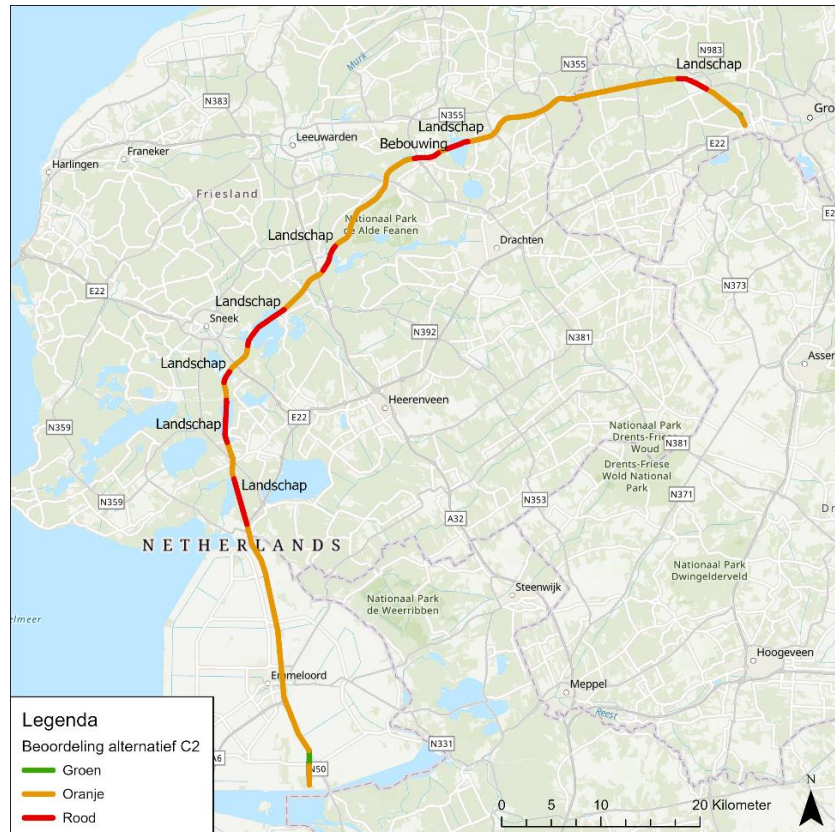 N983
Landschap
N355
Murk
N383
N355
Gro
Leeuwarden
Landschap
Bebouwing
E22
Harlingen
Franeker
Friesland
E2
Nationaal Park
de Alde Feanen
Landschap
Drachten
N373
E22
Landschap
Sneek
N392
N381
Assen
Landschap
Heerenveen
E22
N359
Landschap
Nationaal Park
Drents-Friese
Woud
N381
Drents-Friese
Wold National
Park
N371
Landschap
N359
N353
A32
NETHERLANDS
Nationaal Park
Dwingelderveld
Steenwijk
Nationaal Park
de Weerribben
elmeer
Hoogeveen
Emmeloord
Meppel
Reest
Legenda
Beoordeling alternatief C2
Groen
Oranje
Rood
A6
N50
N331
N
0 5 10 20 Kilometer